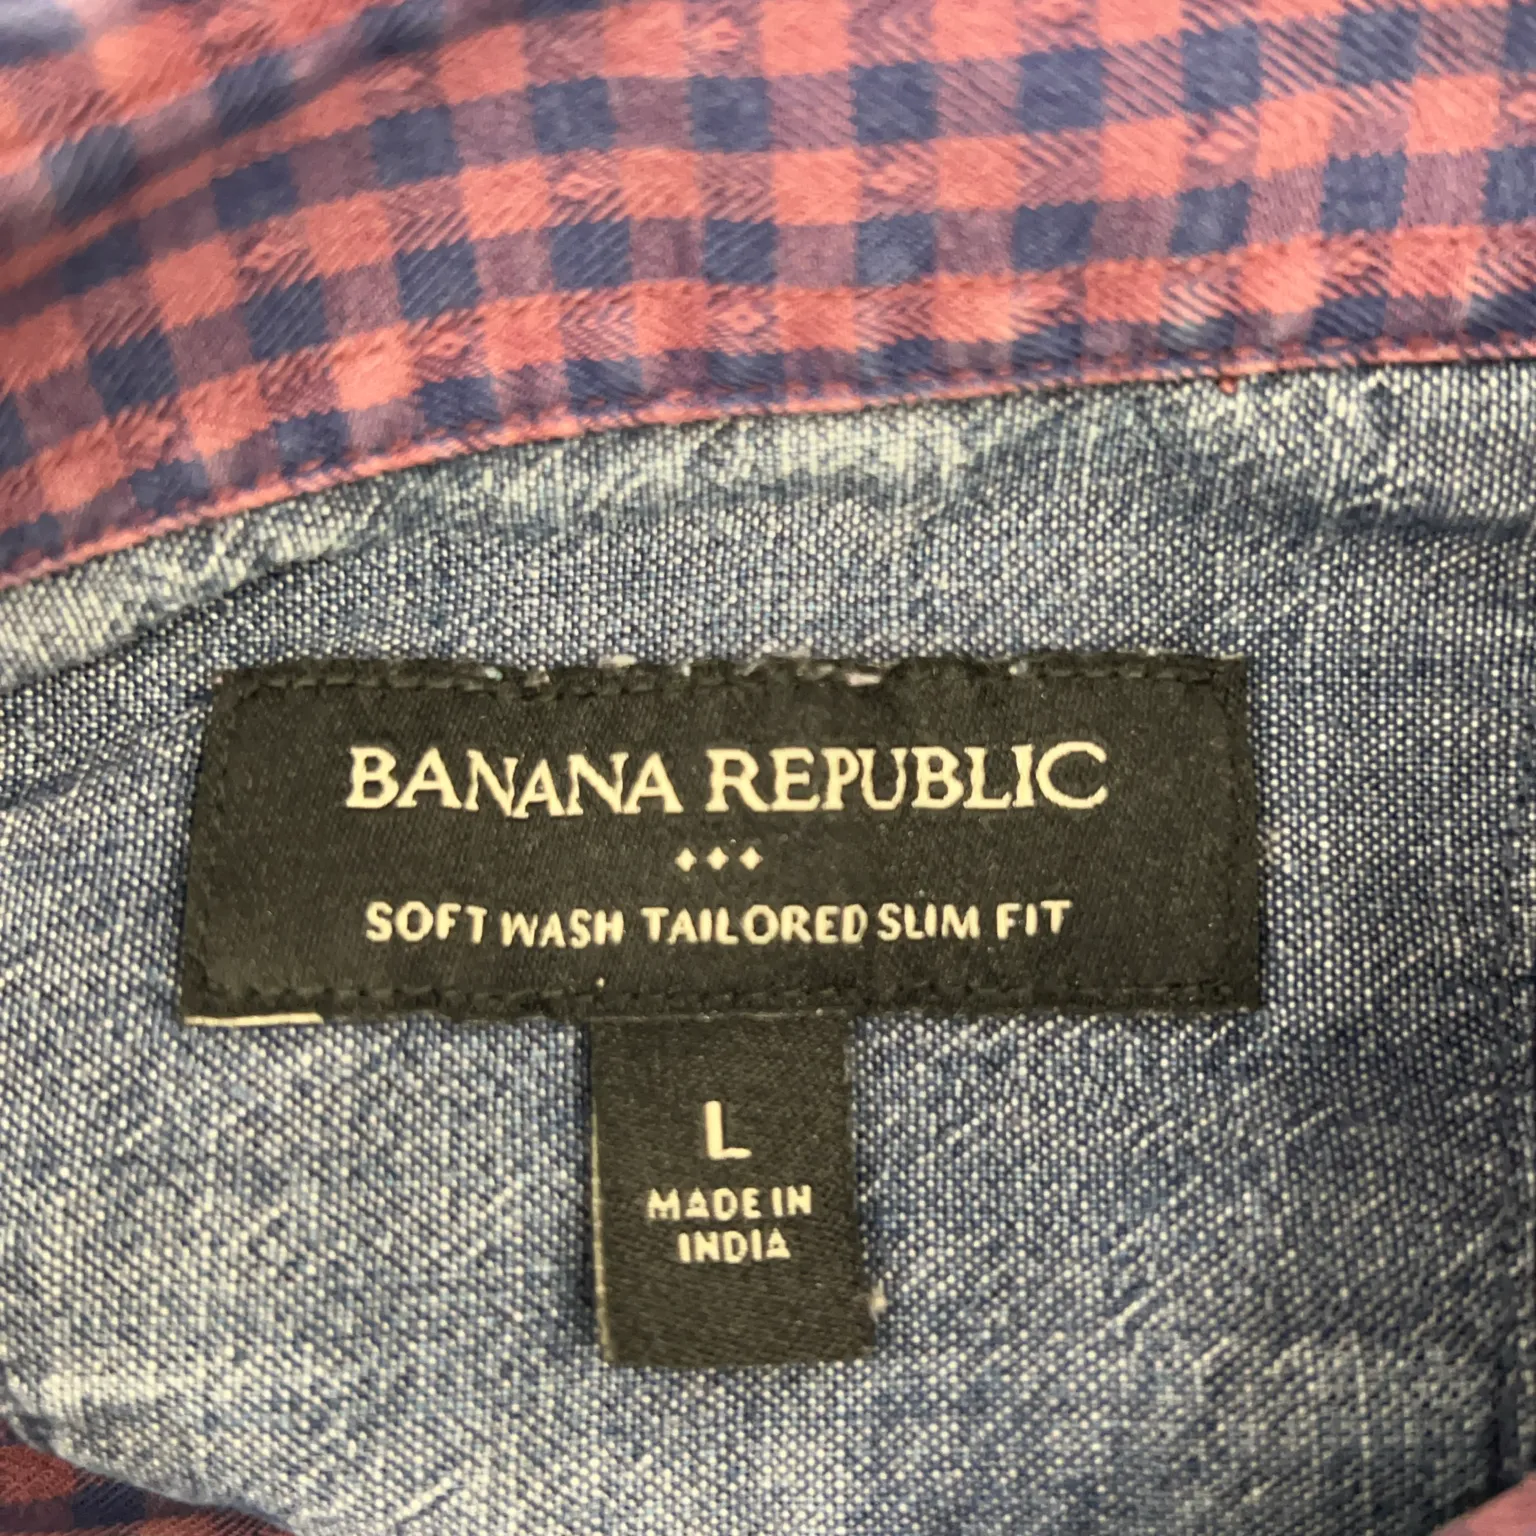 BANANA REPUBLIC
SOFT WASH TAILORED SLIM FIT
L
MADE IN
INDIA